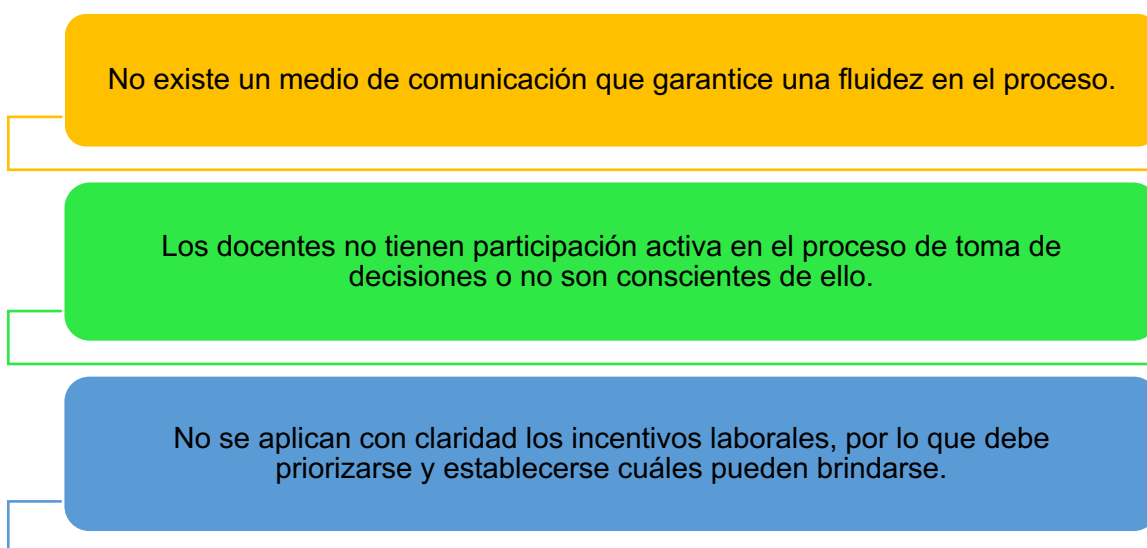 No existe un medio de comunicación que garantice una fluidez en el proceso.
Los docentes no tienen participación activa en el proceso de toma de
decisiones o no son conscientes de ello.
No se aplican con claridad los incentivos laborales, por lo que debe
priorizarse y establecerse cuáles pueden brindarse.